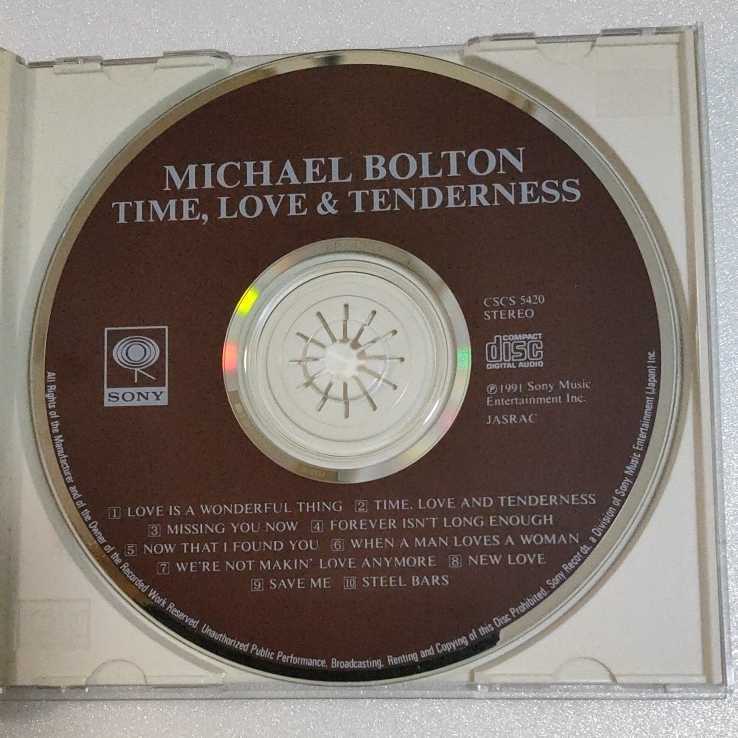 MICHAEL BOLTON
TIME, LOVE & TENDERNESS
CSCS 5420
STEREO
SONY
COMPACT
disc
DIGITAL AUDIO
℗1991 Sony Music
Entertainment Inc.
JASRAC
1 LOVE IS A WONDERFUL THING 2 TIME, LOVE AND TENDERNESS
3 MISSING YOU NOW 4 FOREVER ISN'T LONG ENOUGH
5 NOW THAT I FOUND YOU 6 WHEN A MAN LOVES A WOMAN
7 WE'RE NOT MAKIN' LOVE ANYMORE 8 NEW LOVE
9 SAVE ME 10 STEEL BARS
All Rights of the Manufacturer and of the Owner of the Recorded Work Reserved. Unauthorized Public Performance, Broadcasting, Renting and Copying of this Disc Prohibited. Sony Records, a Division of Sony Music Entertainment (Japan) Inc.